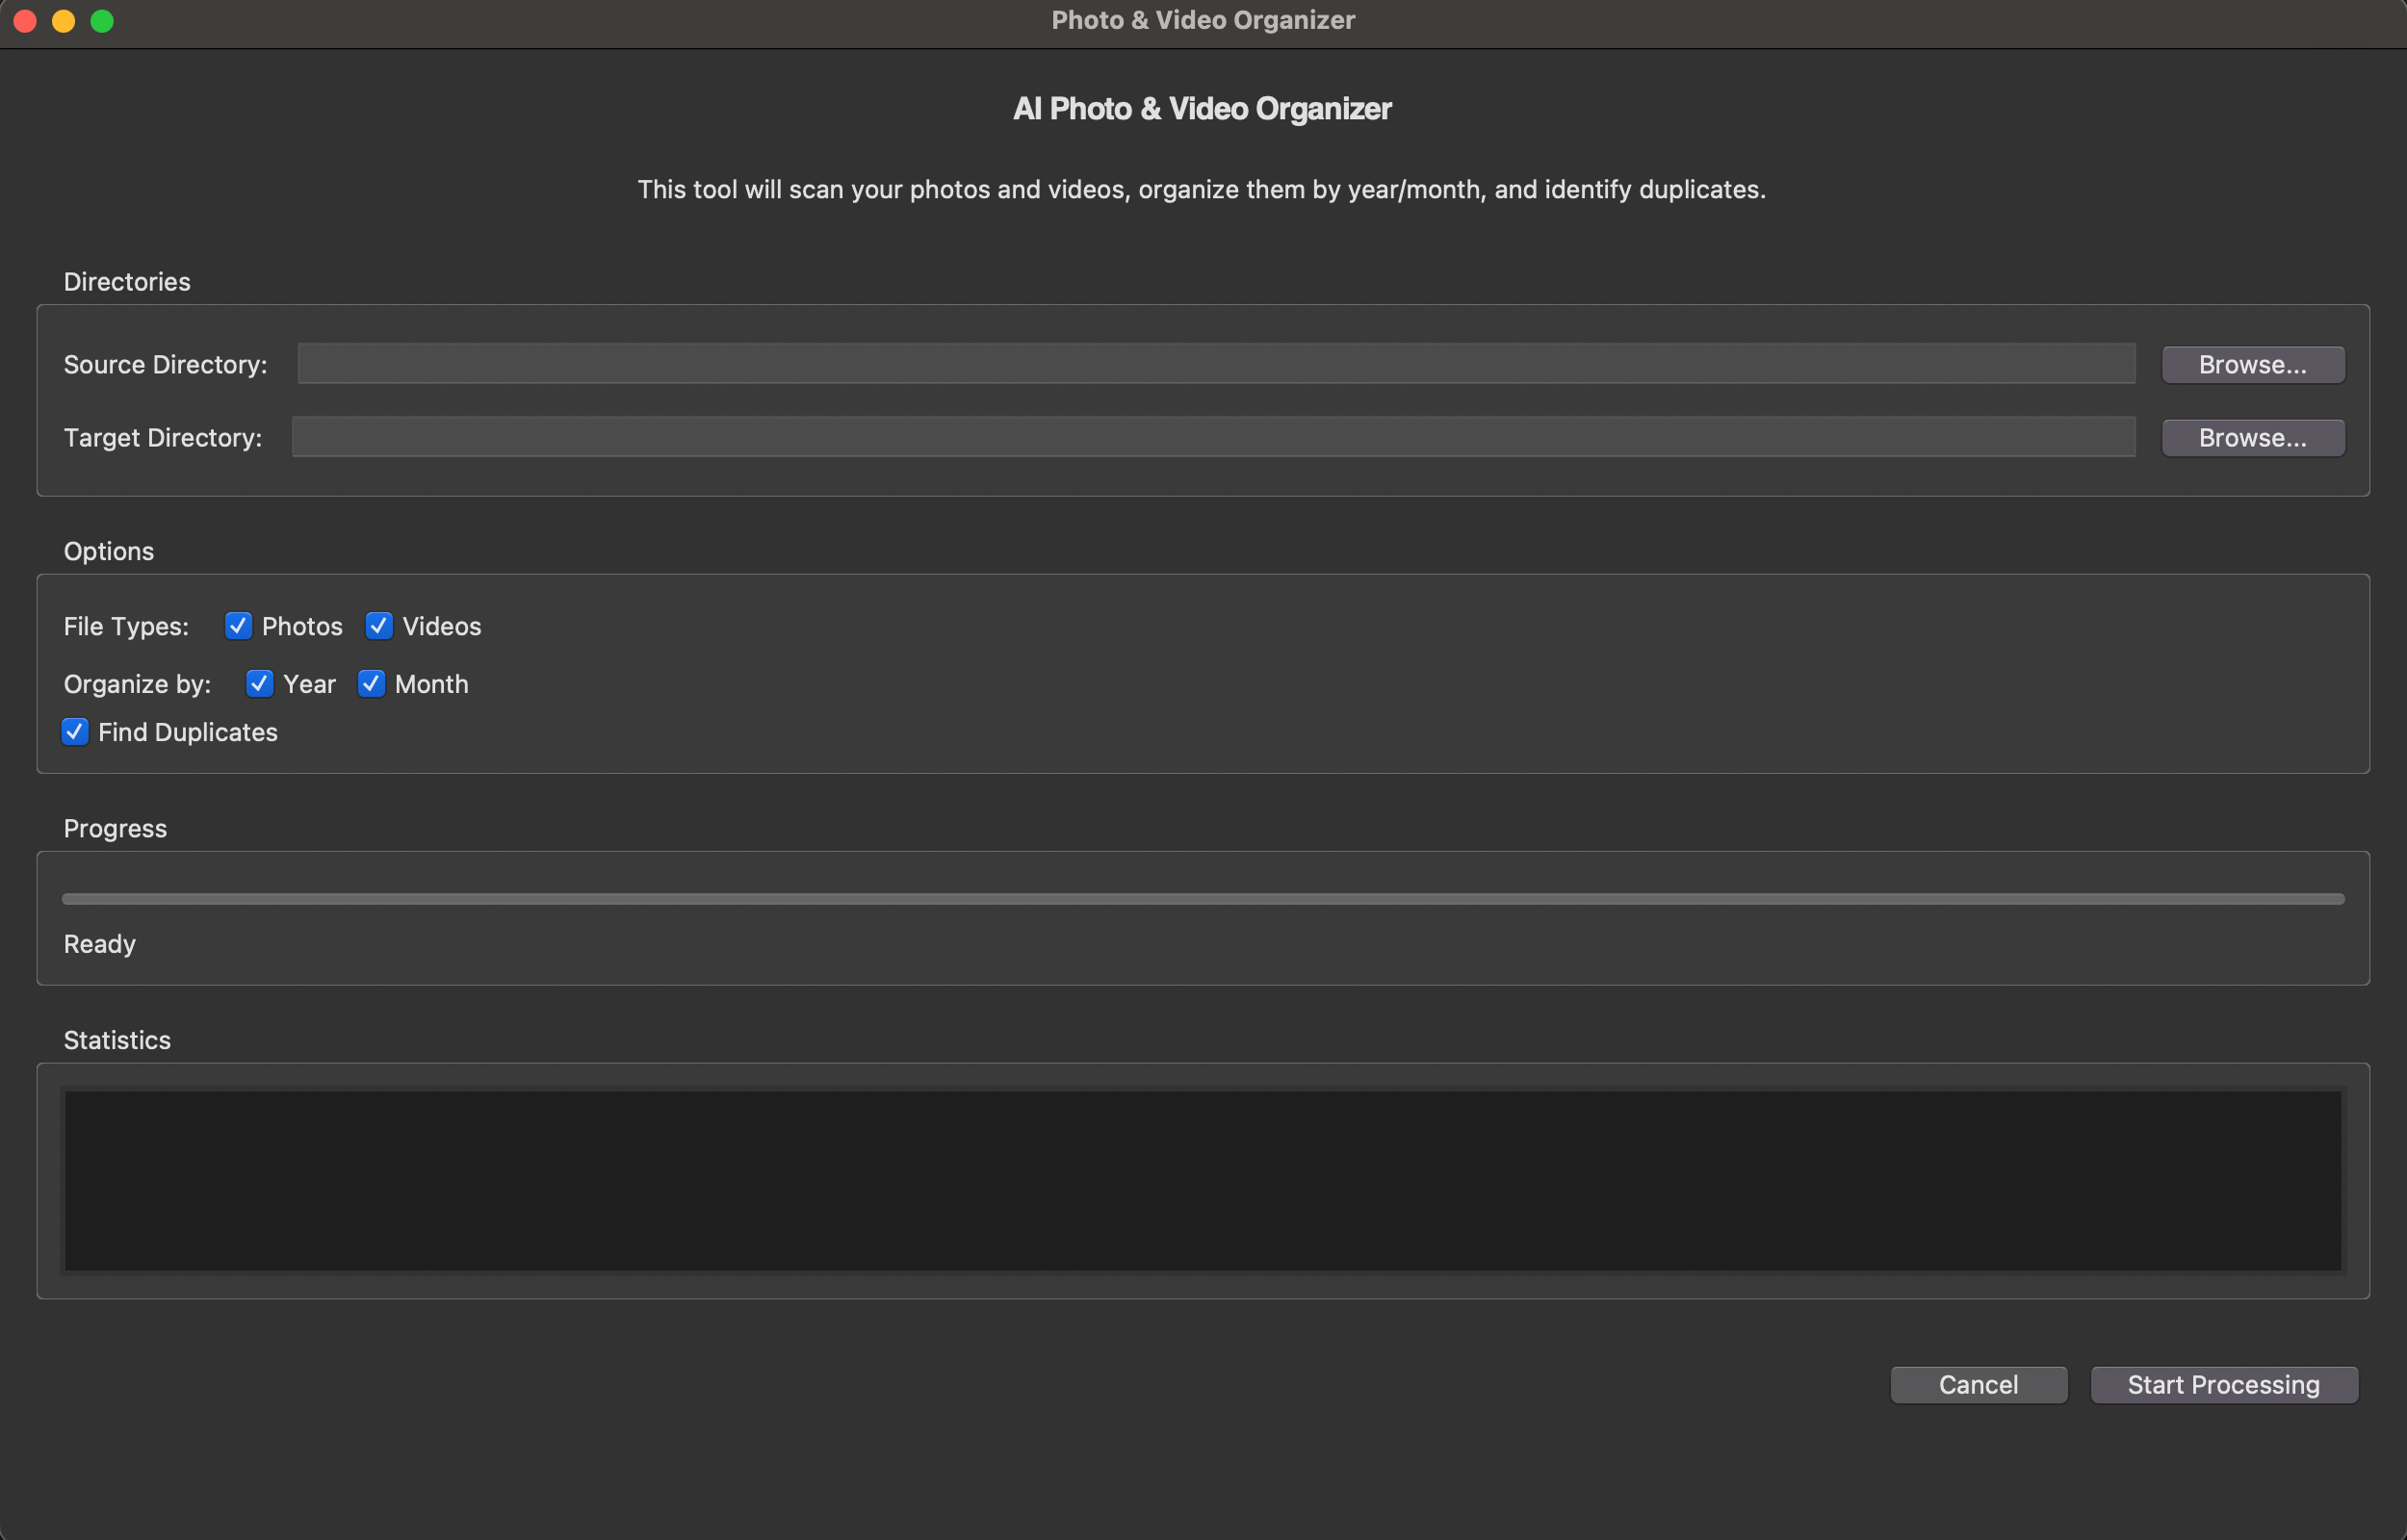 Photo & Video Organizer
AI Photo & Video Organizer
This tool will scan your photos and videos, organize them by year/month, and identify duplicates.
Directories
Source Directory: Browse...
Target Directory: Browse...
Options
File Types: Photos Videos
Organize by: Year Month
Find Duplicates
Progress
Ready
Statistics
Cancel Start Processing